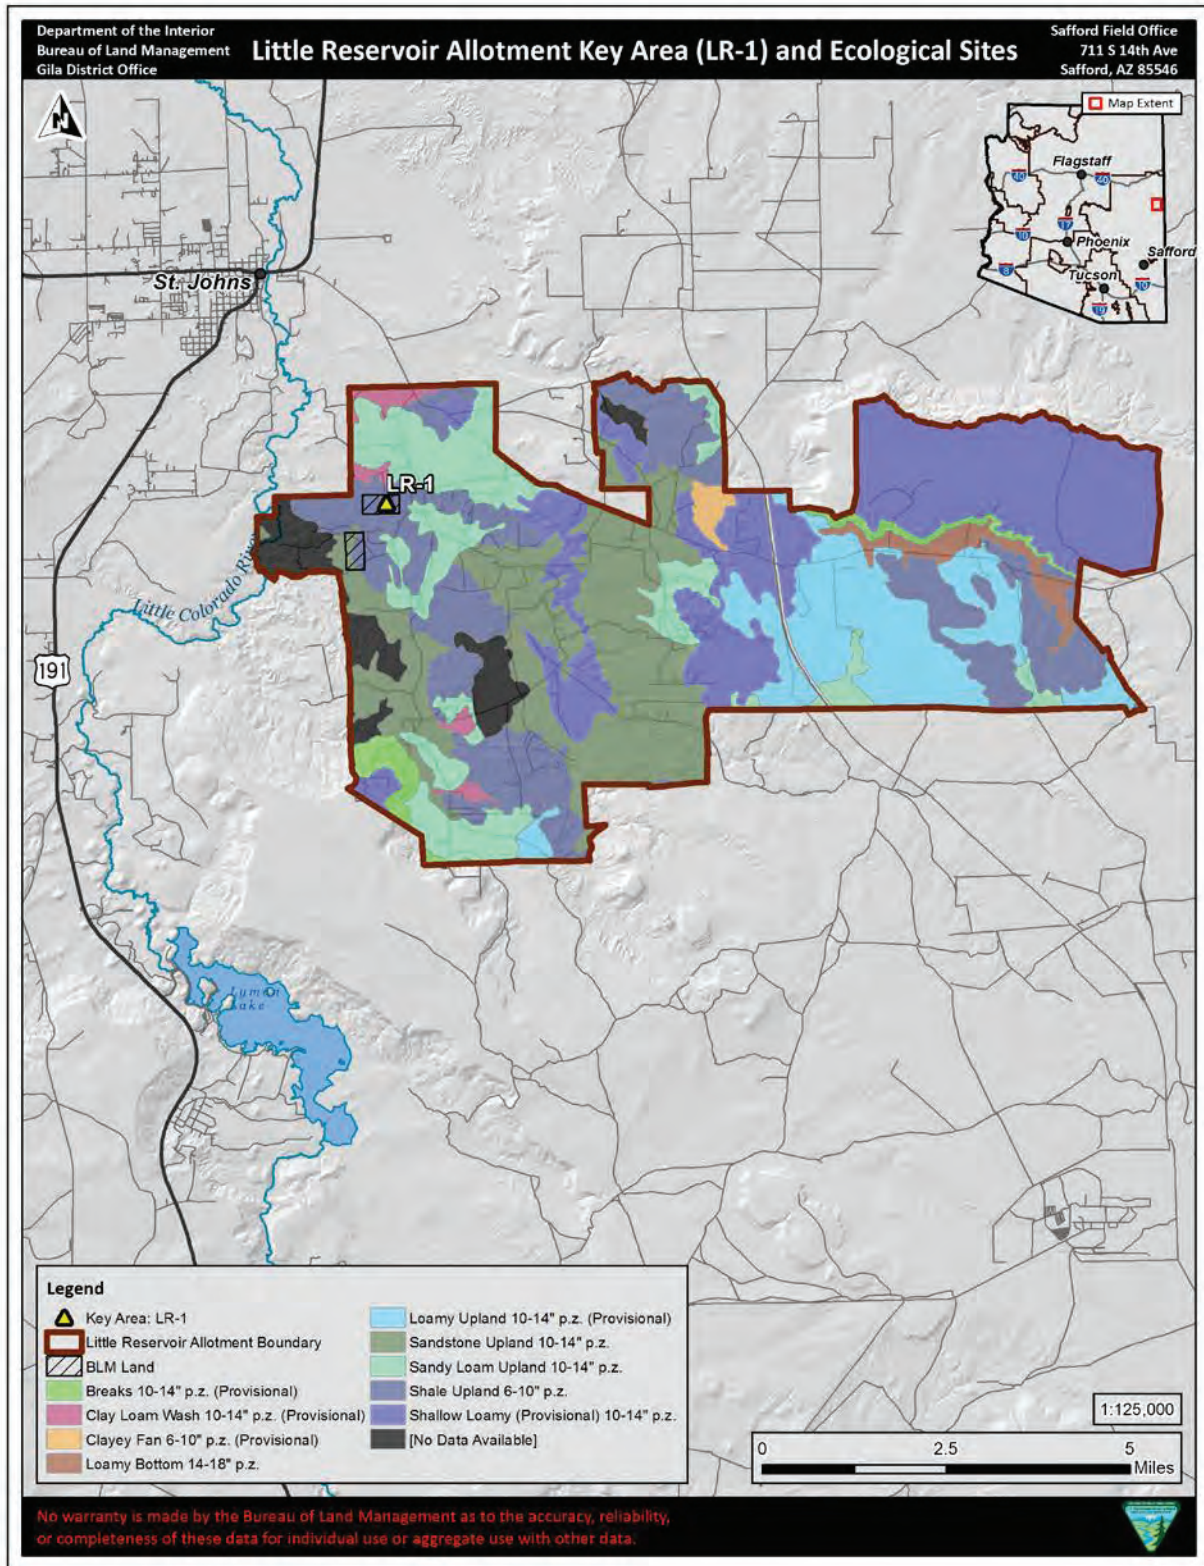 Department of the Interior
Bureau of Land Management
Gila District Office
Little Reservoir Allotment Key Area (LR-1) and Ecological Sites
Safford Field Office
711 S 14th Ave
Safford, AZ 85546
N
Map Extent
Flagstaff
40
40
17
Phoenix
10
Safford
8
Tucson
10
19
St. Johns
LR-1
Little Colorado River
191
Lyman
Lake
Legend
Key Area: LR-1
Little Reservoir Allotment Boundary
BLM Land
Breaks 10-14" p.z. (Provisional)
Clay Loam Wash 10-14" p.z. (Provisional)
Clayey Fan 6-10" p.z. (Provisional)
Loamy Bottom 14-18" p.z.
Loamy Upland 10-14" p.z. (Provisional)
Sandstone Upland 10-14" p.z.
Sandy Loam Upland 10-14" p.z.
Shale Upland 6-10" p.z.
Shallow Loamy (Provisional) 10-14" p.z.
[No Data Available]
1:125,000
0 2.5 5
Miles
No warranty is made by the Bureau of Land Management as to the accuracy, reliability,
or completeness of these data for individual use or aggregate use with other data.